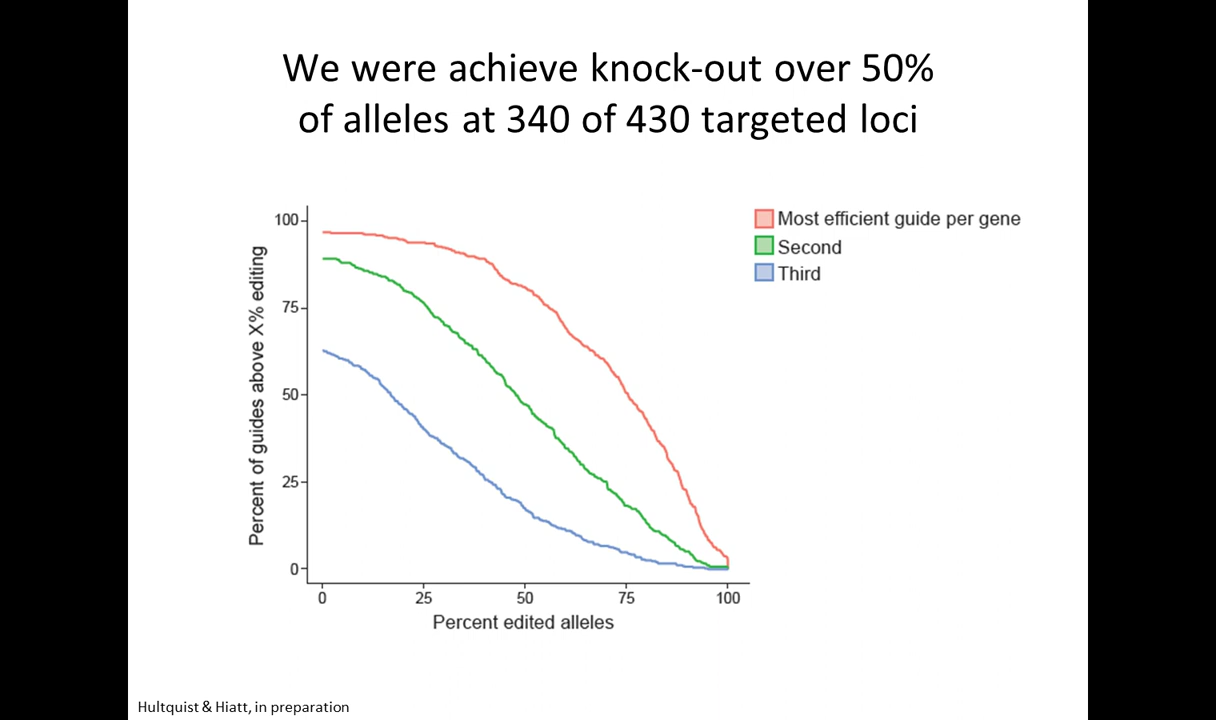 We were achieve knock-out over 50%
of alleles at 340 of 430 targeted loci
Most efficient guide per gene
Second
Third
Percent of guides above X% editing
100
75
50
25
0
0 25 50 75 100
Percent edited alleles
Hultquist & Hiatt, in preparation